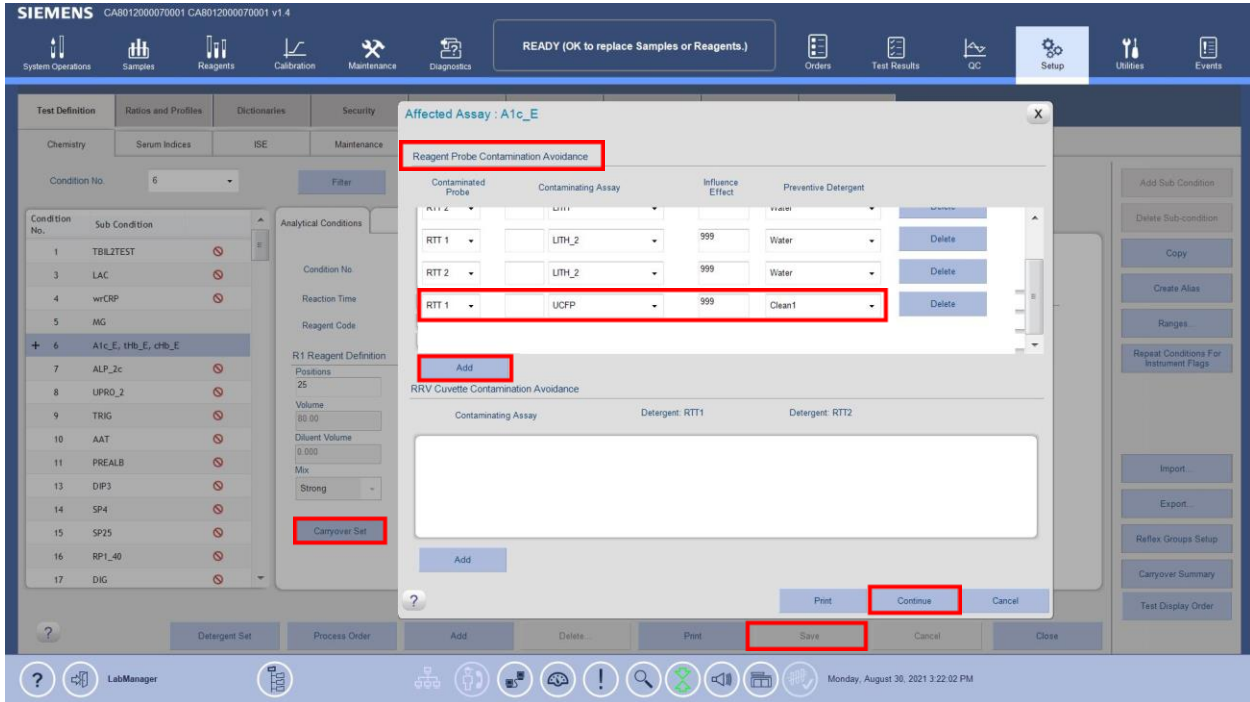 SIEMENS CA8012000070001 CA8012000070001 v1.4
System Operations
Samples
Reagents
Calibration
Maintenance
Diagnostics
READY (OK to replace Samples or Reagents.)
Orders
Test Results
QC
Setup
Utilities
Events
Test Definition
Ratios and Profiles
Dictionaries
Security
Chemistry
Serum Indices
ISE
Maintenance
Condition No. 6
Filter
Condition No.
Sub Condition
1 TBIL2TEST
3 LAC
4 wrCRP
5 MG
+ 6 A1c_E, tHb_E, cHb_E
7 ALP_2c
8 UPRO_2
9 TRIG
10 AAT
11 PREALB
13 DIP3
14 SP4
15 SP25
16 RP1_40
17 DIG
Analytical Conditions
Condition No
Reaction Time
Reagent Code
R1 Reagent Definition
Positions
25
Volume
80.00
Diluent Volume
0.000
Mix
Strong
Carryover Set
Affected Assay : A1c_E
X
Reagent Probe Contamination Avoidance
Contaminated Probe
Contaminating Assay
Influence Effect
Preventive Detergent
RTT 2 LITH Water Delete
RTT 1 LITH_2 999 Water Delete
RTT 2 LITH_2 999 Water Delete
RTT 1 UCFP 999 Clean1 Delete
Add
RRV Cuvette Contamination Avoidance
Contaminating Assay
Detergent: RTT1
Detergent: RTT2
Add
?
Print
Continue
Cancel
Add Sub Condition
Delete Sub-condition
Copy
Create Alias
Ranges...
Repeat Conditions For
Instrument Flags
Import...
Export...
Reflex Groups Setup
Carryover Summary
Test Display Order
?
Detergent Set
Process Order
Add
Delete...
Print
Save
Cancel
Close
?
LabManager
!
Monday, August 30, 2021 3:22:02 PM